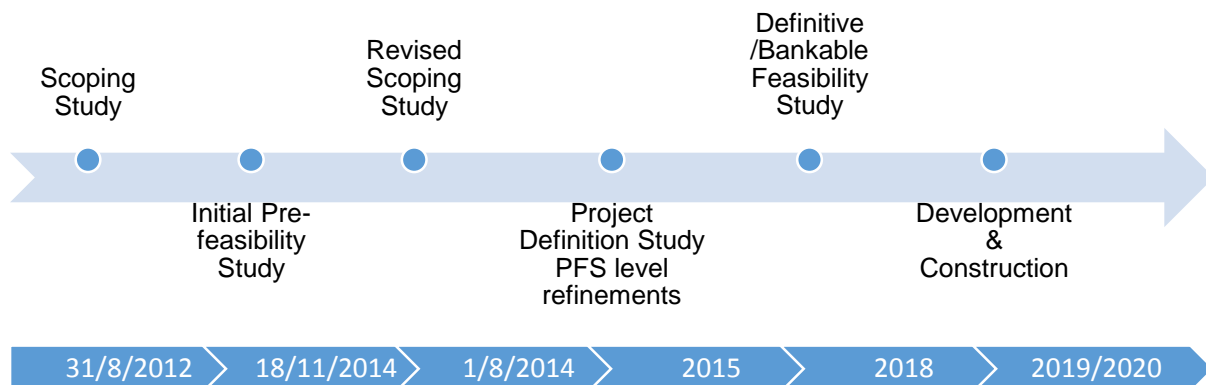 Scoping
Study
Initial Pre-
feasibility
Study
Revised
Scoping
Study
Project
Definition Study
PFS level
refinements
Definitive
/Bankable
Feasibility
Study
Development
&
Construction
31/8/2012
18/11/2014
1/8/2014
2015
2018
2019/2020